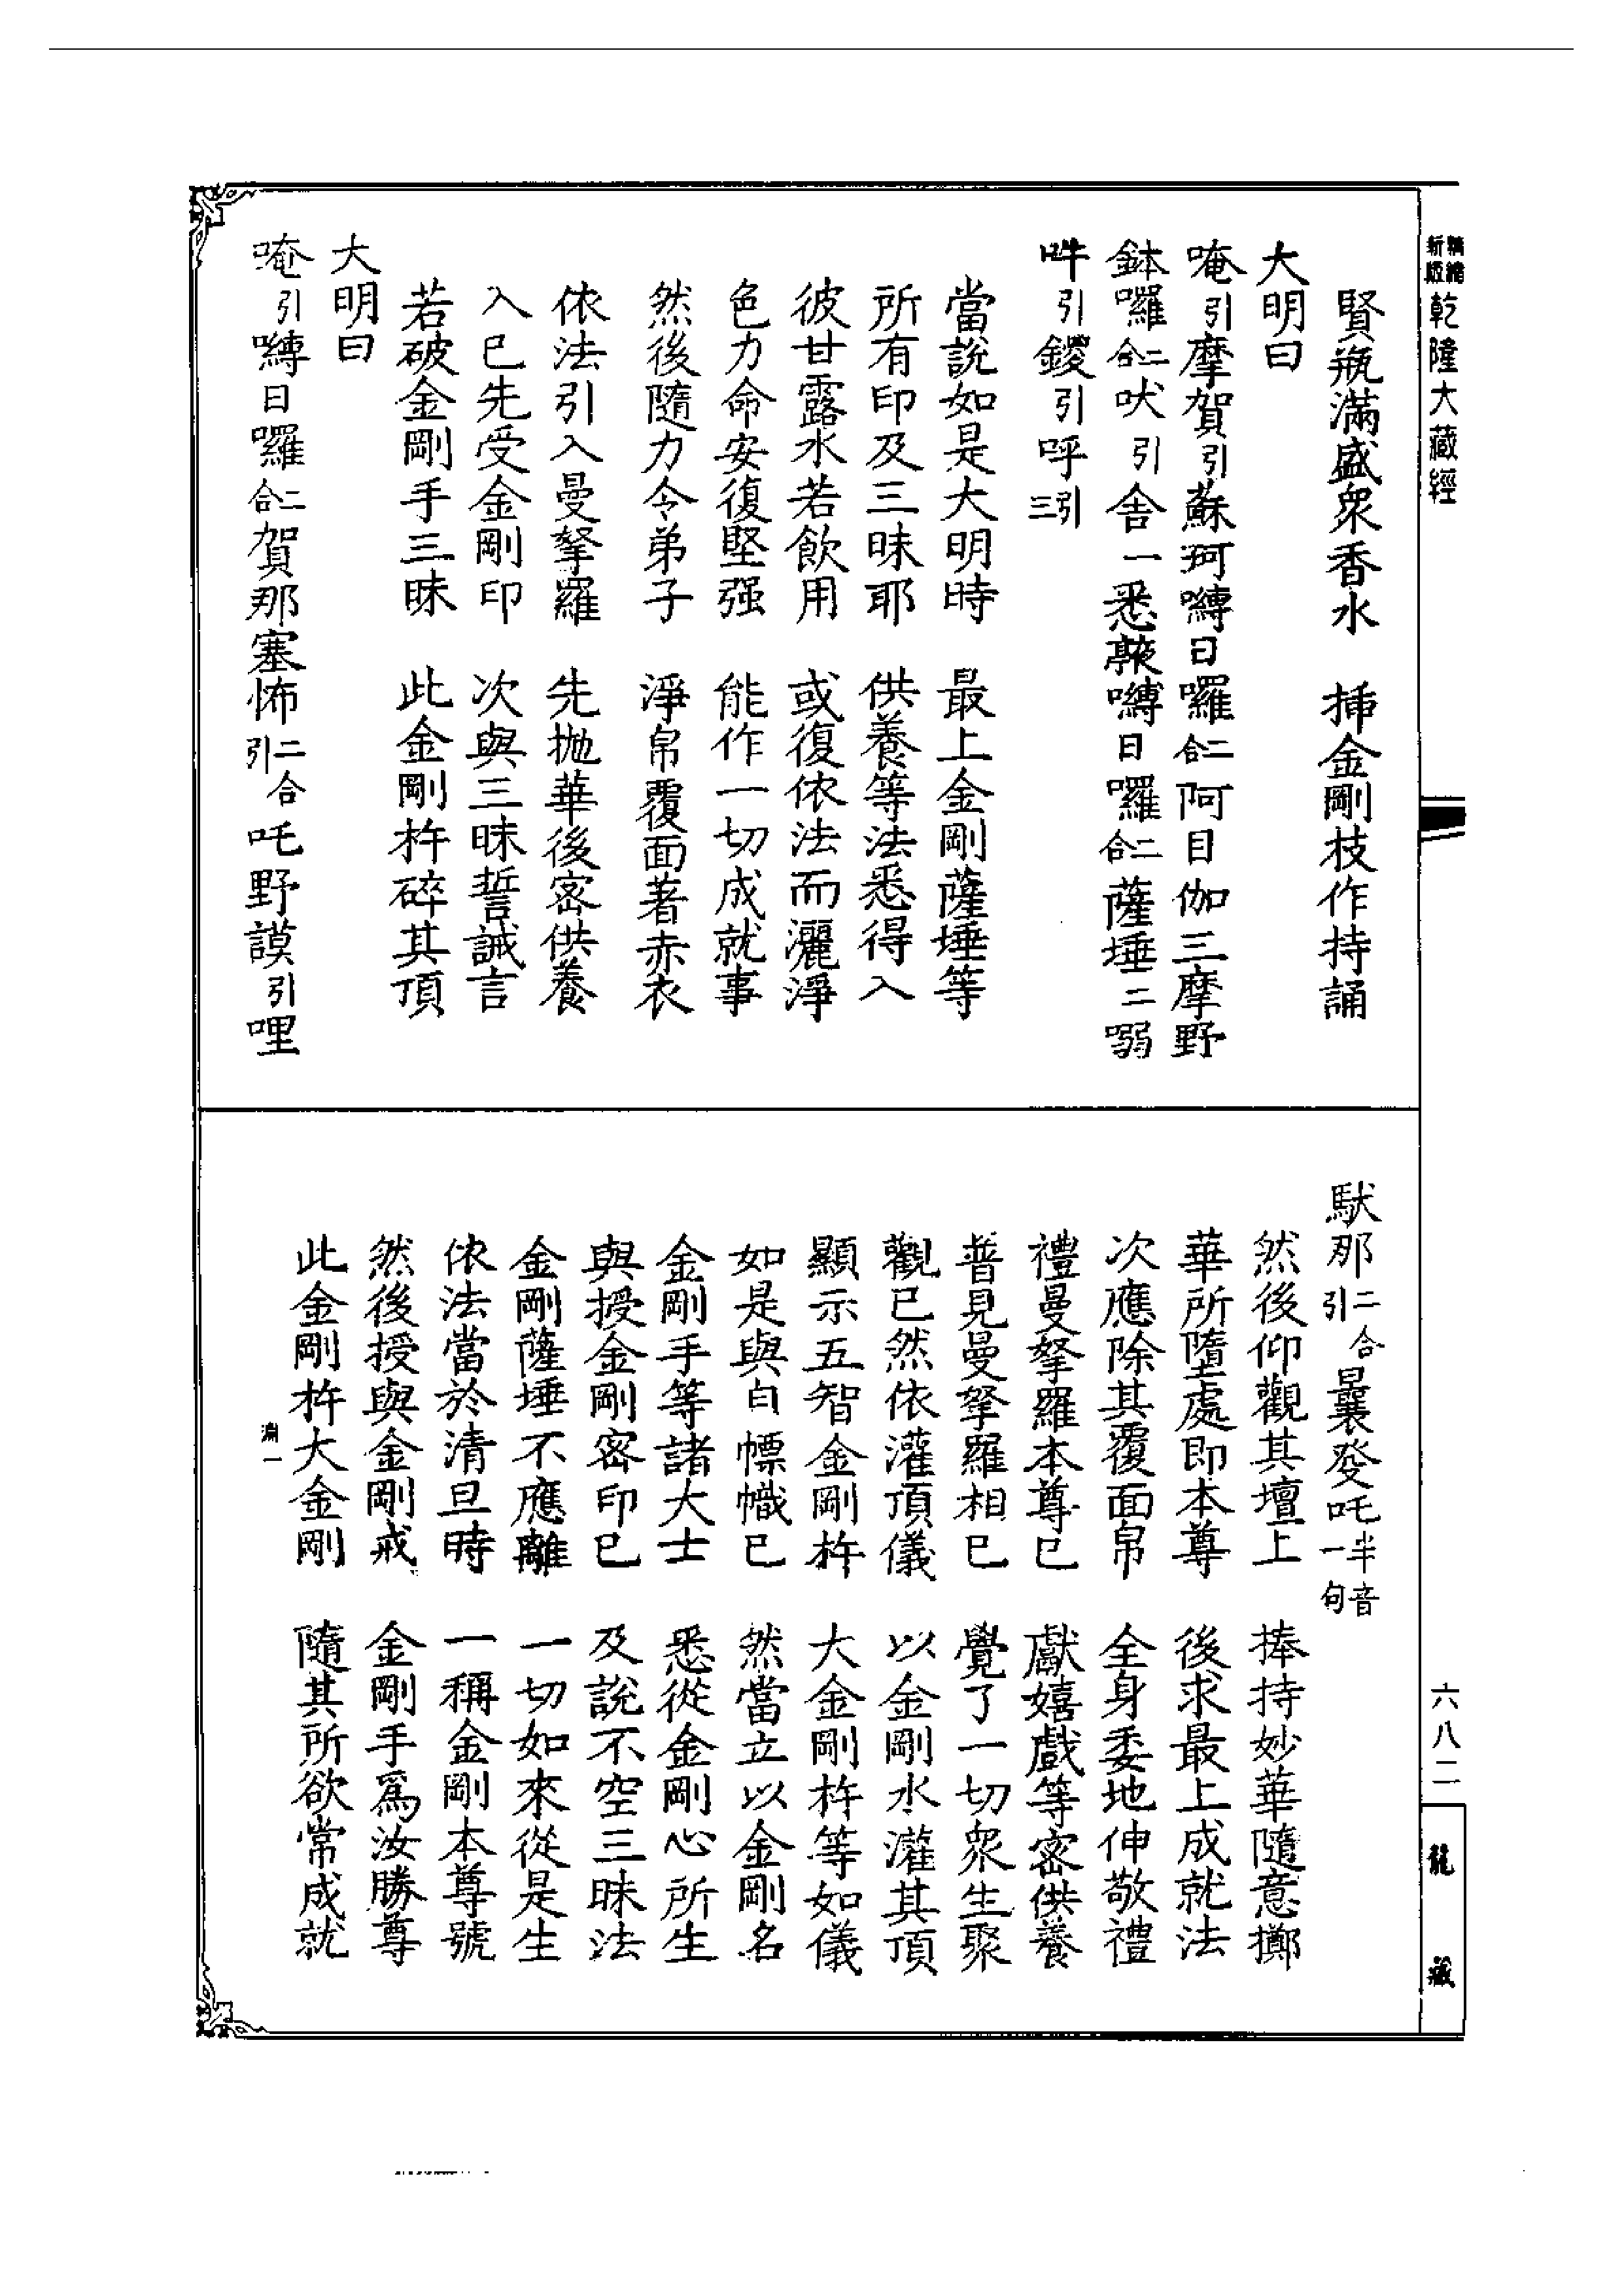 精縮新版乾隆大藏經
賢瓶滿盛衆香水　揷金剛枝作持誦
大明曰
唵引摩賀引蘇珂嚩日囉二合阿目伽三摩野
鉢囉二合吠引舍一悉蕀嚩日囉二合薩埵二弱
吽引鑁引呼引三
當說如是大明時　最上金剛薩埵等
所有印及三昧耶　供養等法悉得入
彼甘露水若飲用　或復依法而灑淨
色力命安復堅强　能作一切成就事
然後隨力令弟子　淨帛覆面著赤衣
依法引入曼拏羅　先拋華後密供養
入已先受金剛印　次與三昧誓誠言
若破金剛手三昧　此金剛杵碎其頂
大明曰
唵引嚩日囉二合賀那塞怖二合引吒野謨引哩
馱那二合引曩發吒半音一句
然後仰觀其壇上　捧持妙華隨意擲
華所墮處即本尊　後求最上成就法
次應除其覆面帛　全身委地伸敬禮
禮曼拏羅本尊已　獻嬉戲等密供養
普見曼拏羅相已　覺了一切衆生聚
觀已然依灌頂儀　以金剛水灌其頂
顯示五智金剛杵　大金剛杵等如儀
如是與自幖幟已　然當立以金剛名
金剛手等諸大士　悉從金剛心所生
與授金剛密印已　及說不空三昧法
金剛薩埵不應離　一切如來從是生
依法當於清旦時　一稱金剛本尊號
然後授與金剛戒　金剛手爲汝勝尊
此金剛杵大金剛　隨其所欲常成就
淵一
六八二
龍藏